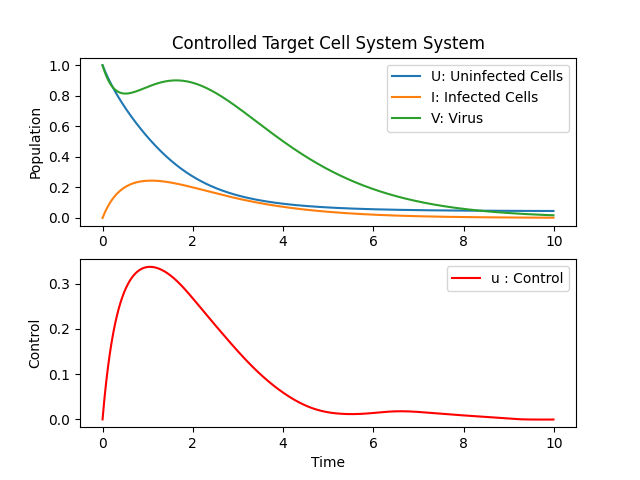 Controlled Target Cell System System
Population
1.0
0.8
0.6
0.4
0.2
0.0
U: Uninfected Cells
I: Infected Cells
V: Virus
0 2 4 6 8 10
Control
0.3
0.2
0.1
0.0
u : Control
0 2 4 6 8 10
Time